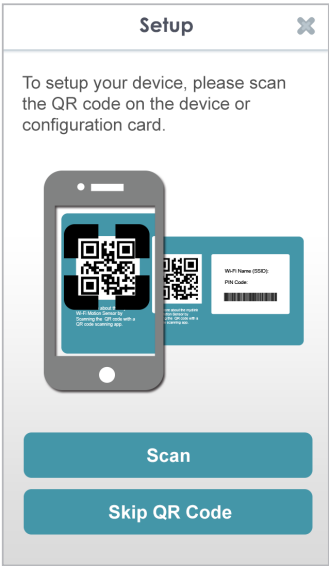 Setup
To setup your device, please scan
the QR code on the device or
configuration card.
about t
Wi-Fi Motion Sensor by
Scanning the QR code with a
QR code scanning app.
Wi-Fi Name (SSID):
PIN Code:
Scan
Skip QR Code